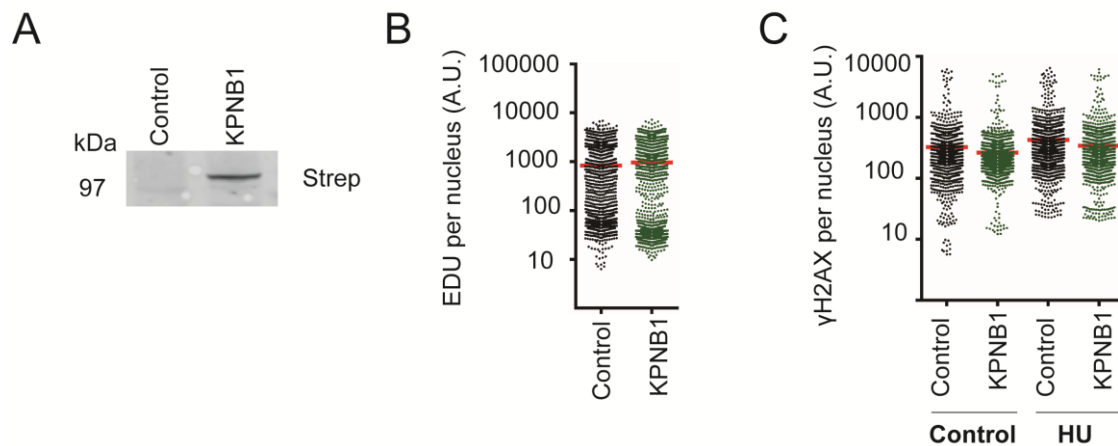 A
Control
KPNB1
kDa
97
Strep
B
EDU per nucleus (A.U.)
100000
10000
1000
100
10
Control
KPNB1
C
γH2AX per nucleus (A.U.)
10000
1000
100
10
Control
KPNB1
Control
KPNB1
Control
HU